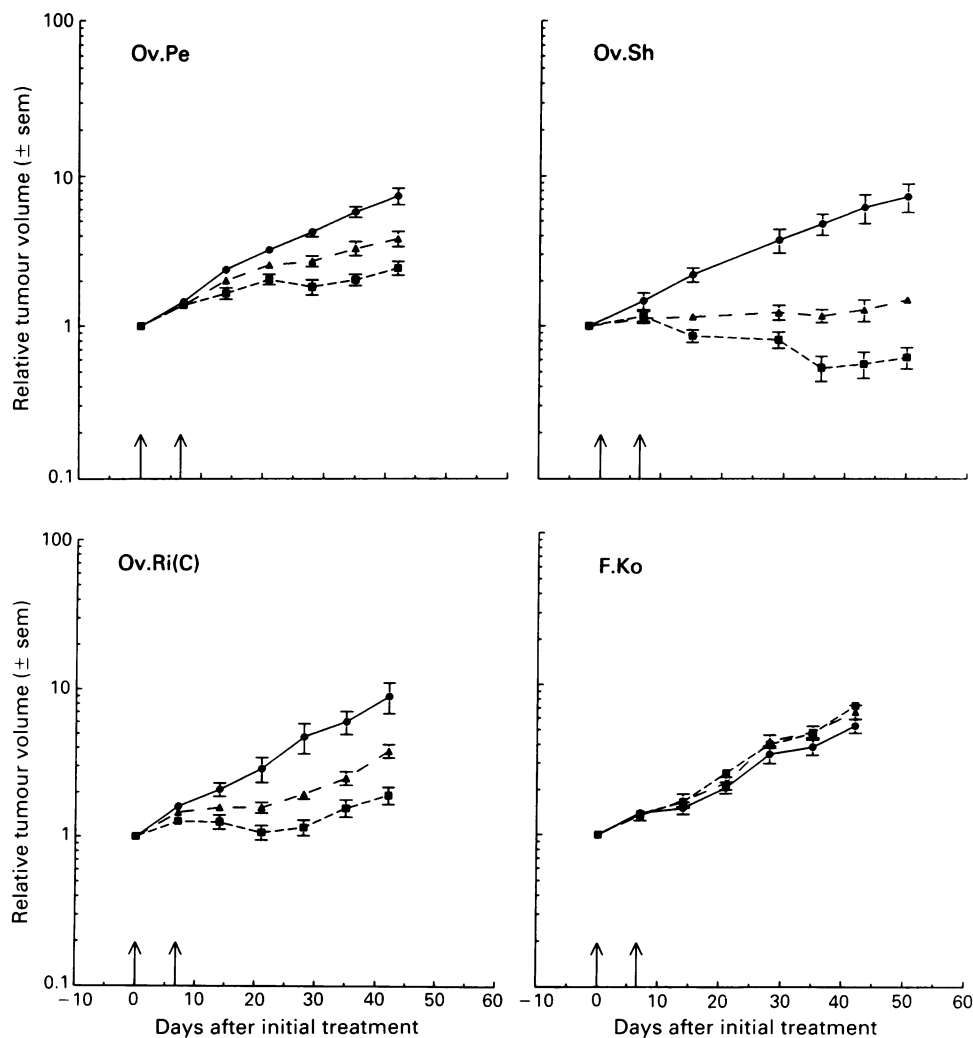 Ov.Pe
Ov.Sh
Relative tumour volume (± sem)
100
10
1
0.1
Ov.Ri(C)
F.Ko
Relative tumour volume (± sem)
100
10
1
0.1
−10 0 10 20 30 40 50 60
−10 0 10 20 30 40 50 60
Days after initial treatment
Days after initial treatment